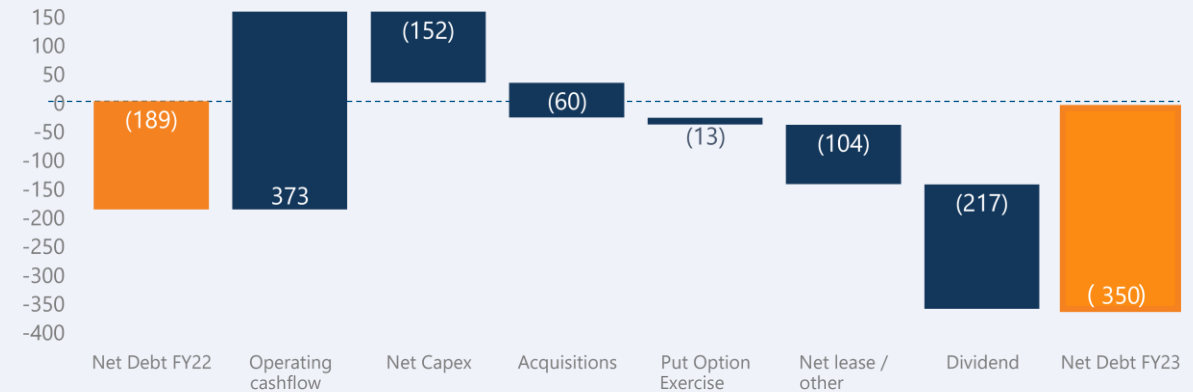 150
100
50
0
-50
-100
-150
-200
-250
-300
-350
-400
(189)
373
(152)
(60)
(13)
(104)
(217)
( 350)
Net Debt FY22
Operating
cashflow
Net Capex
Acquisitions
Put Option
Exercise
Net lease /
other
Dividend
Net Debt FY23